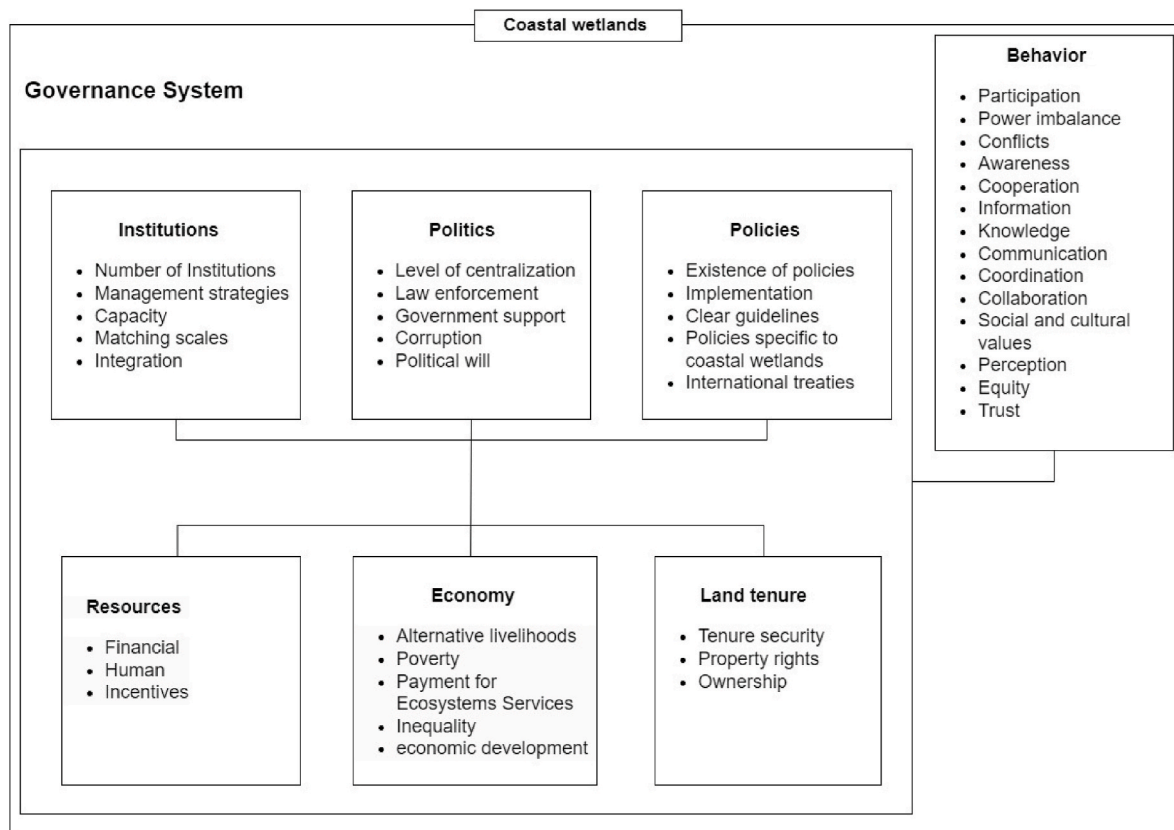 Coastal wetlands
Governance System
Institutions
• Number of Institutions
• Management strategies
• Capacity
• Matching scales
• Integration
Politics
• Level of centralization
• Law enforcement
• Government support
• Corruption
• Political will
Policies
• Existence of policies
• Implementation
• Clear guidelines
• Policies specific to
coastal wetlands
• International treaties
Resources
• Financial
• Human
• Incentives
Economy
• Alternative livelihoods
• Poverty
• Payment for
Ecosystems Services
• Inequality
• economic development
Land tenure
• Tenure security
• Property rights
• Ownership
Behavior
• Participation
• Power imbalance
• Conflicts
• Awareness
• Cooperation
• Information
• Knowledge
• Communication
• Coordination
• Collaboration
• Social and cultural
values
• Perception
• Equity
• Trust